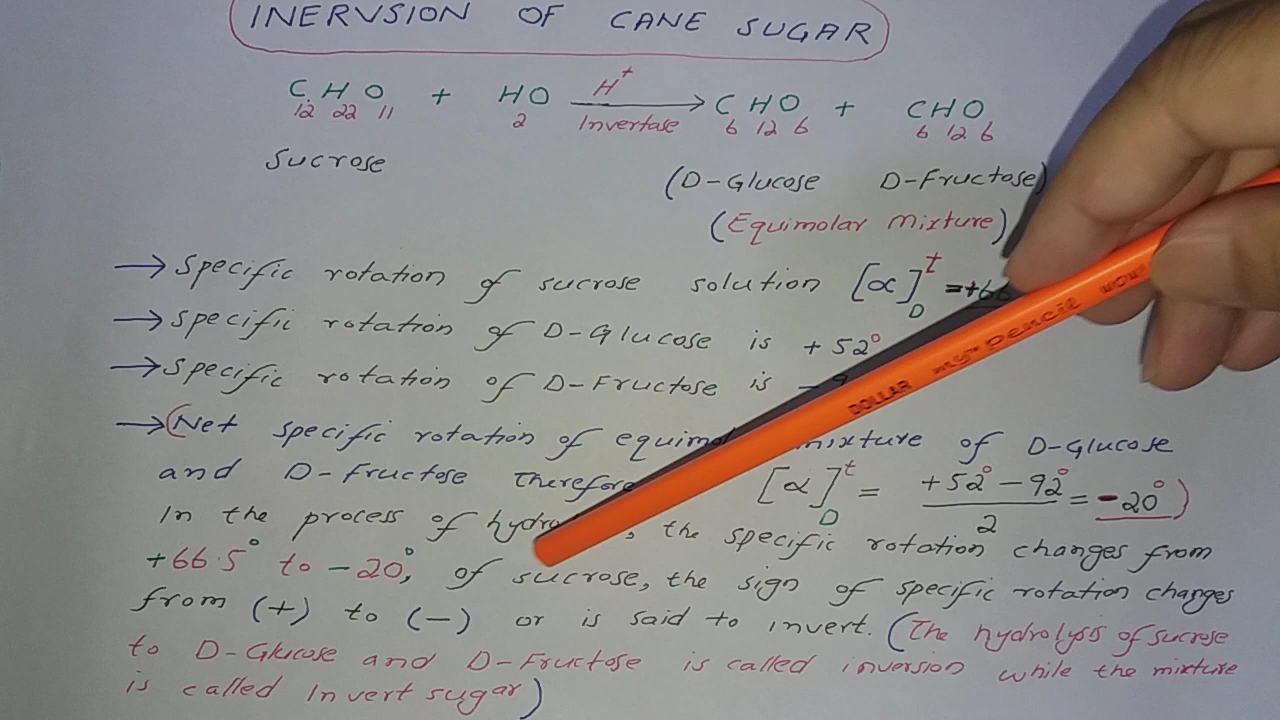 INERVSION OF CANE SUGAR
C₁₂H₂₂O₁₁ + H₂O H⁺ Invertase → C₆H₁₂O₆ + C₆H₁₂O₆
Sucrose
(D-Glucose D-Fructose)
(Equimolar Mixture)
→ Specific rotation of sucrose solution [α]ᵗD =+6
→ Specific rotation of D-Glucose is +52°
→ Specific rotation of D-Fructose is -9
→ (Net specific rotation of of D-Glucose
and D-Fructose [α]ᵗD = +52° - 92° / 2 = -20°)
In the process of the specific rotation changes from
+66.5° to -20°, of sucrose, the sign of specific rotation changes
from (+) to (-) or is said to invert. (The hydrolysis of sucrose
to D-Glucose and D-Fructose is called inversion while the mixture
is called Invert sugar)
DOLLAR my pencil